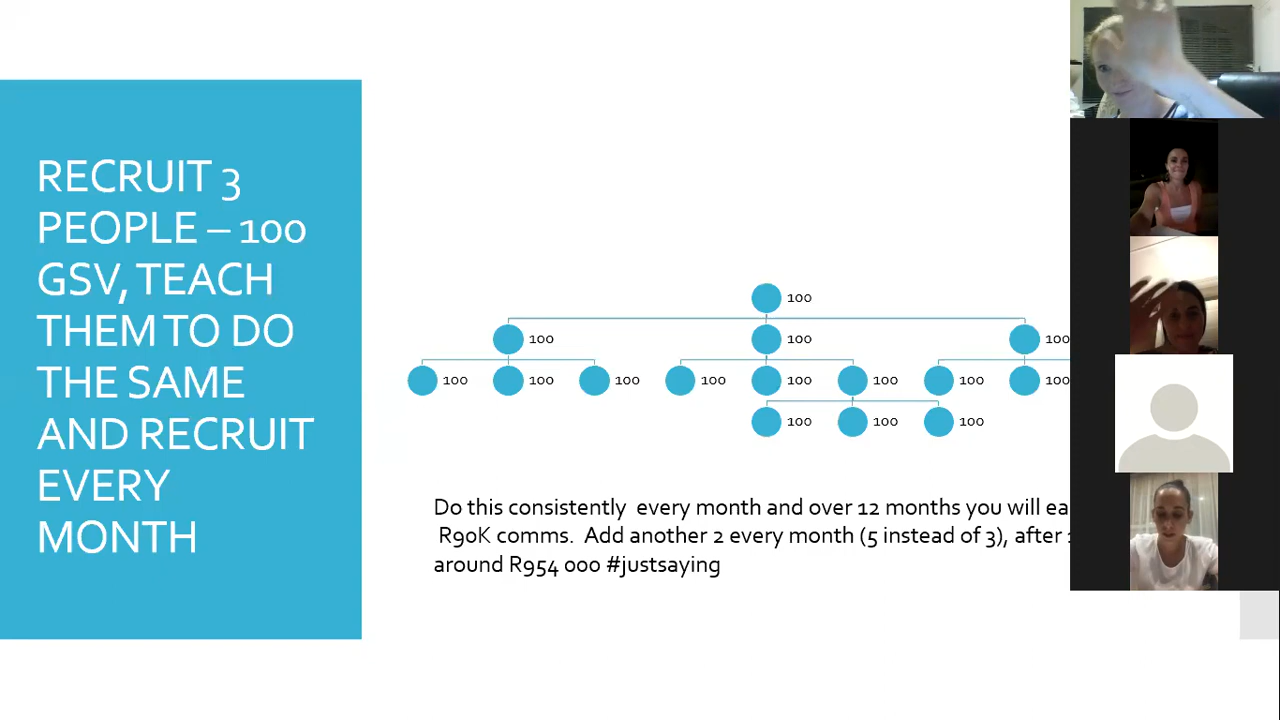 RECRUIT 3
PEOPLE – 100
GSV, TEACH
THEM TO DO
THE SAME
AND RECRUIT
EVERY
MONTH
100
100 100 100
100 100 100 100 100 100 100 100
100 100 100
Do this consistently every month and over 12 months you will
R90K comms. Add another 2 every month (5 instead of 3), after
around R954 000 #justsaying